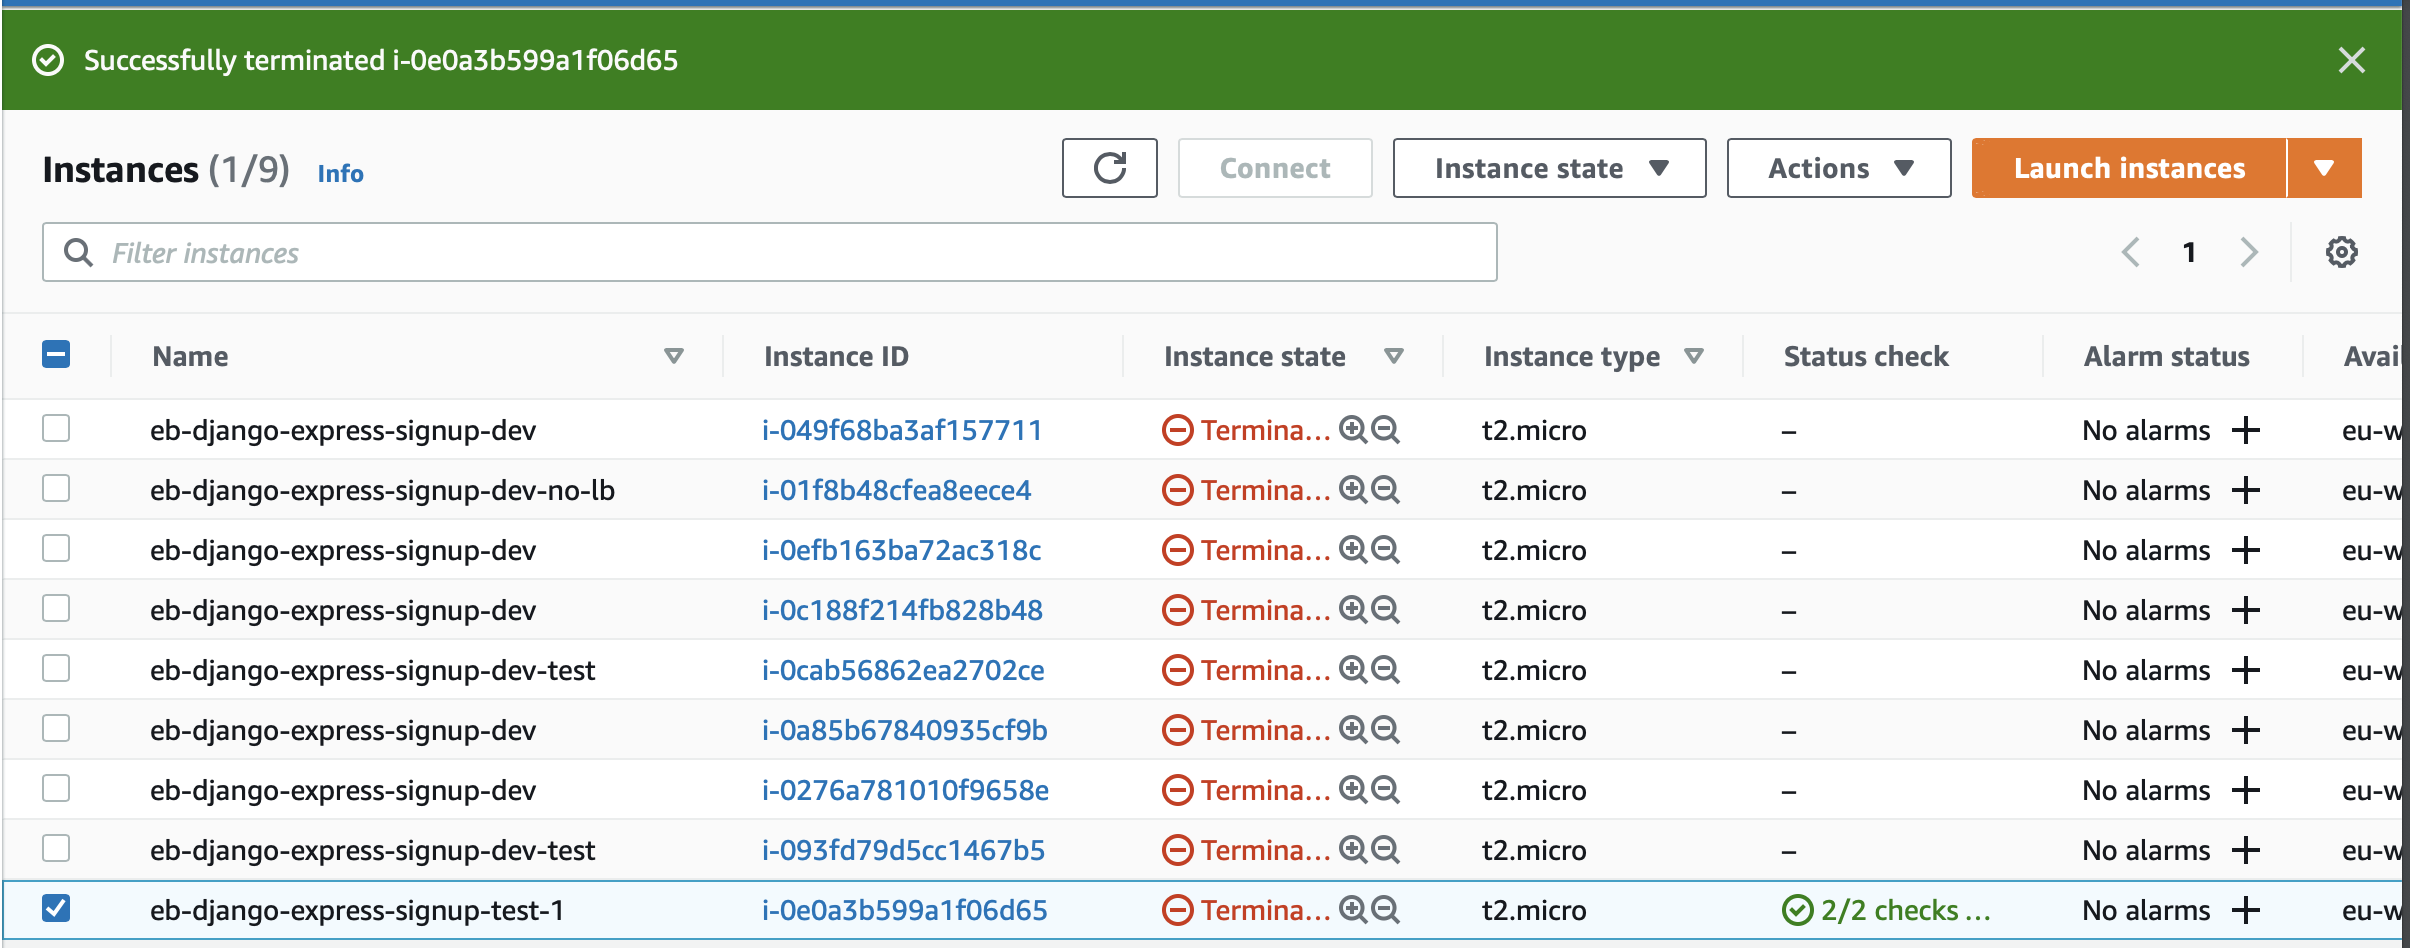 Successfully terminated i-0e0a3b599a1f06d65
Instances (1/9) Info Connect Instance state Actions Launch instances
Filter instances 1
Name Instance ID Instance state Instance type Status check Alarm status Avai
eb-django-express-signup-dev i-049f68ba3af157711 Termina... t2.micro – No alarms eu-w
eb-django-express-signup-dev-no-lb i-01f8b48cfea8eece4 Termina... t2.micro – No alarms eu-w
eb-django-express-signup-dev i-0efb163ba72ac318c Termina... t2.micro – No alarms eu-w
eb-django-express-signup-dev i-0c188f214fb828b48 Termina... t2.micro – No alarms eu-w
eb-django-express-signup-dev-test i-0cab56862ea2702ce Termina... t2.micro – No alarms eu-w
eb-django-express-signup-dev i-0a85b67840935cf9b Termina... t2.micro – No alarms eu-w
eb-django-express-signup-dev i-0276a781010f9658e Termina... t2.micro – No alarms eu-w
eb-django-express-signup-dev-test i-093fd79d5cc1467b5 Termina... t2.micro – No alarms eu-w
eb-django-express-signup-test-1 i-0e0a3b599a1f06d65 Termina... t2.micro 2/2 checks ... No alarms eu-w